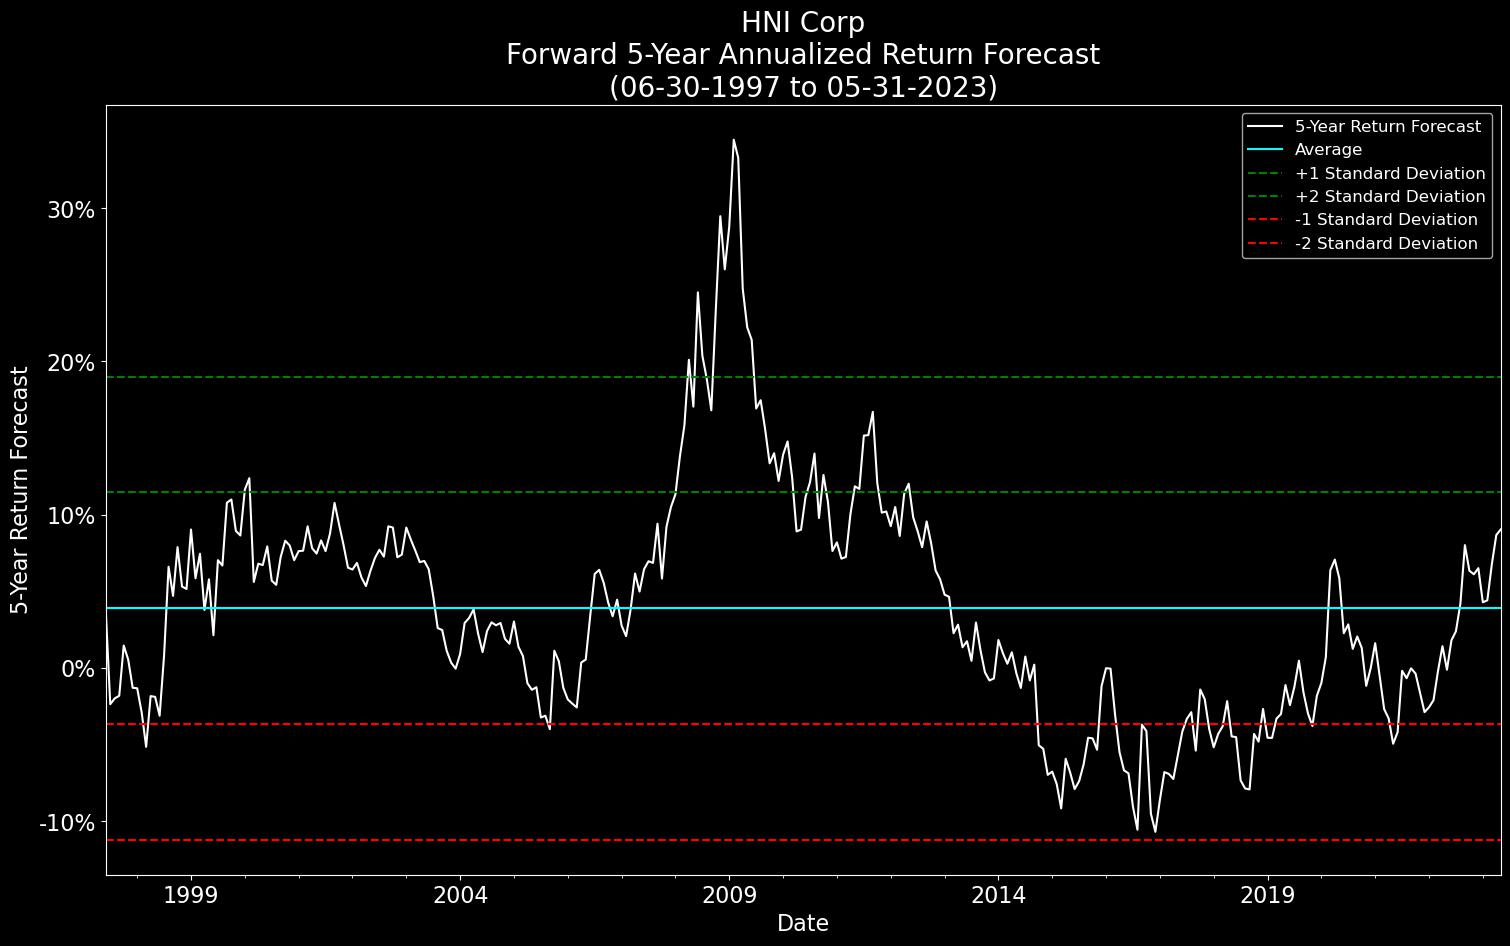 HNI Corp
Forward 5-Year Annualized Return Forecast
(06-30-1997 to 05-31-2023)
5-Year Return Forecast
Average
+1 Standard Deviation
+2 Standard Deviation
-1 Standard Deviation
-2 Standard Deviation
5-Year Return Forecast
30%
20%
10%
0%
-10%
1999
2004
2009
2014
2019
Date